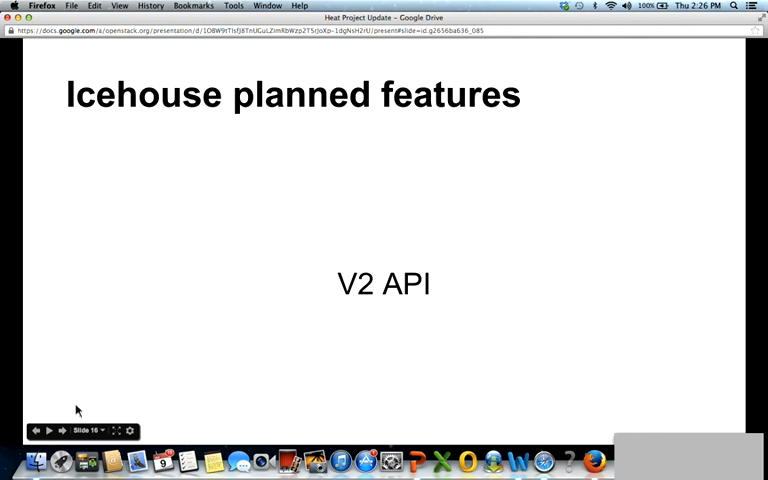 Firefox File Edit View History Bookmarks Tools Window Help 100% Thu 2:26 PM
Heat Project Update - Google Drive
Icehouse planned features
V2 API
Slide 16
9